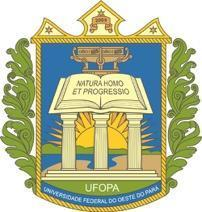 2009
NATURA HOMO
ET PROGRESSIO
UFOPA
UNIVERSIDADE FEDERAL DO OESTE DO PARÁ